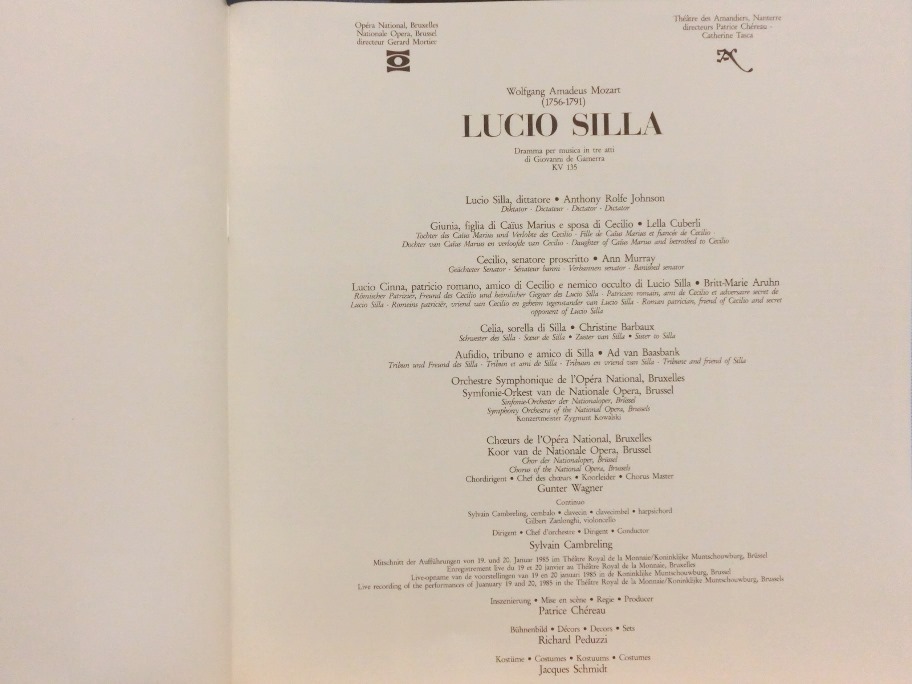 Opéra National, Bruxelles
Nationale Opera, Brussel
directeur Gerard Mortier
Théâtre des Amandiers, Nanterre
directeurs Patrice Chéreau -
Catherine Tasca
Wolfgang Amadeus Mozart
(1756-1791)
LUCIO SILLA
Dramma per musica in tre atti
di Giovanni de Gamerra
KV 135
Lucio Silla, dittatore • Anthony Rolfe Johnson
Diktator - Dictateur - Dictator - Dictator
Giunia, figlia di Caïus Marius e sposa di Cecilio • Lella Cuberli
Tochter des Caïus Marius und Verlobte des Cecilio - Fille de Caïus Marius et fiancée de Cecilio -
Dochter van Caïus Marius en verloofde van Cecilio - Daughter of Caïus Marius and betrothed to Cecilio
Cecilio, senatore proscritto • Ann Murray
Geächteter Senator - Sénateur banni - Verbannen senator - Banished senator
Lucio Cinna, patricio romano, amico di Cecilio e nemico occulto di Lucio Silla • Britt-Marie Aruhn
Römischer Patrizier, Freund des Cecilio und heimlicher Gegner des Lucio Silla - Patricien romain, ami de Cecilio et adversaire secret de
Lucio Silla - Romeins patriciër, vriend van Cecilio en geheim tegenstander van Lucio Silla - Roman patrician, friend of Cecilio and secret
opponent of Lucio Silla
Celia, sorella di Silla • Christine Barbaux
Schwester des Silla - Sœur de Silla • Zuster van Silla • Sister to Silla
Aufidio, tribuno e amico di Silla • Ad van Baasbank
Tribun und Freund des Silla - Tribun et ami de Silla - Tribuun en vriend van Silla - Tribune and friend of Silla
Orchestre Symphonique de l'Opéra National, Bruxelles
Symfonie-Orkest van de Nationale Opera, Brussel
Sinfonie-Orchester der Nationaloper, Brüssel
Symphony Orchestra of the National Opera, Brussels
Konzertmeister Zygmunt Kowalski
Chœurs de l'Opéra National, Bruxelles
Koor van de Nationale Opera, Brussel
Chor der Nationaloper, Brüssel
Chorus of the National Opera, Brussels
Chordirigent • Chef des chœurs • Koorleider • Chorus Master
Gunter Wagner
Continuo
Sylvain Cambreling, cembalo • clavecin • clavecimbel • harpsichord
Gilbert Zanlonghi, violoncello
Dirigent • Chef d'orchestre • Dirigent • Conductor
Sylvain Cambreling
Mitschnitt der Aufführungen von 19. und 20. Januar 1985 im Théâtre Royal de la Monnaie/Koninklijke Muntschouwburg, Brüssel
Enregistrement live du 19 et 20 janvier au Théâtre Royal de la Monnaie, Bruxelles
Live-opname van de voorstellingen van 19 en 20 januari 1985 in de Koninklijke Muntschouwburg, Brussel
Live recording of the performances of Juanuary 19 and 20, 1985 in the Théâtre Royal de la Monnaie/Koninklijke Muntschouwburg, Brussels
Inszenierung • Mise en scène • Regie • Producer
Patrice Chéreau
Bühnenbild • Décors • Decors • Sets
Richard Peduzzi
Kostüme • Costumes • Kostuums • Costumes
Jacques Schmidt